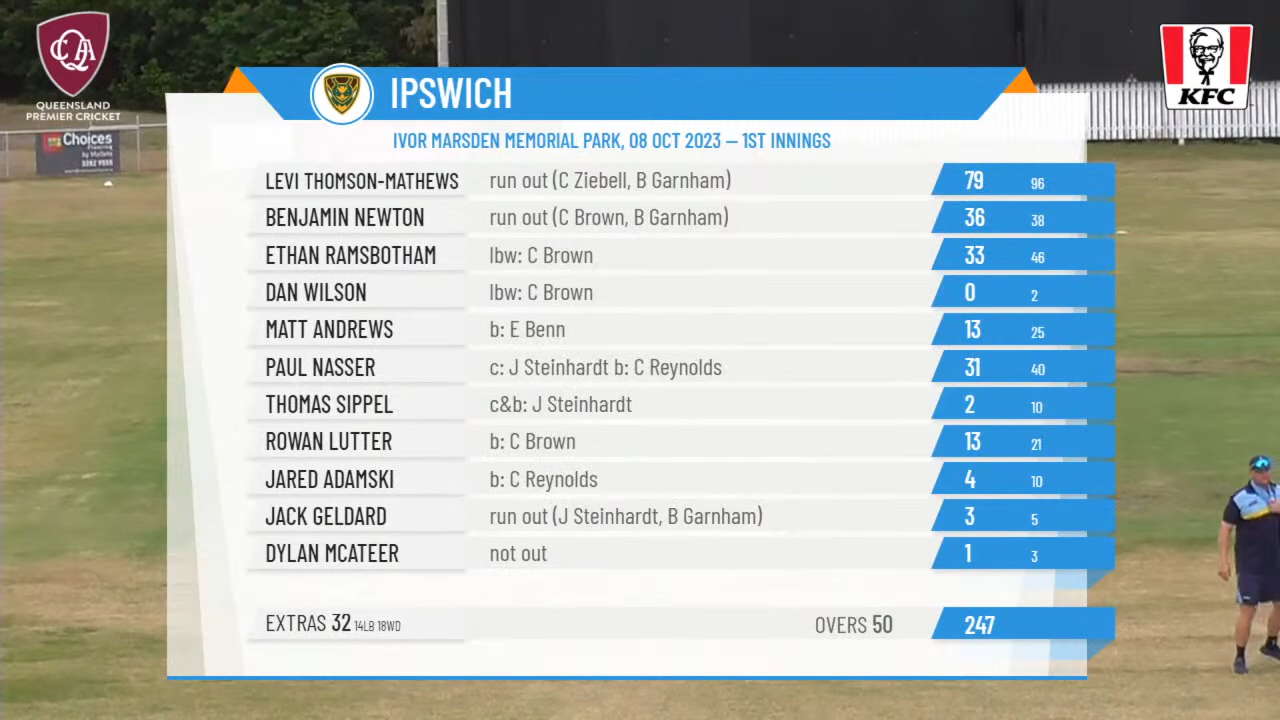 QUEENSLAND
PREMIER CRICKET
KFC
Choices
IPSWICH
IVOR MARSDEN MEMORIAL PARK, 08 OCT 2023 – 1ST INNINGS
LEVI THOMSON-MATHEWS run out (C Ziebell, B Garnham) 79 96
BENJAMIN NEWTON run out (C Brown, B Garnham) 36 38
ETHAN RAMSBOTHAM lbw: C Brown 33 46
DAN WILSON lbw: C Brown 0 2
MATT ANDREWS b: E Benn 13 25
PAUL NASSER c: J Steinhardt b: C Reynolds 31 40
THOMAS SIPPEL c&b: J Steinhardt 2 10
ROWAN LUTTER b: C Brown 13 21
JARED ADAMSKI b: C Reynolds 4 10
JACK GELDARD run out (J Steinhardt, B Garnham) 3 5
DYLAN MCATEER not out 1 3
EXTRAS 32 14LB 18WD OVERS 50 247